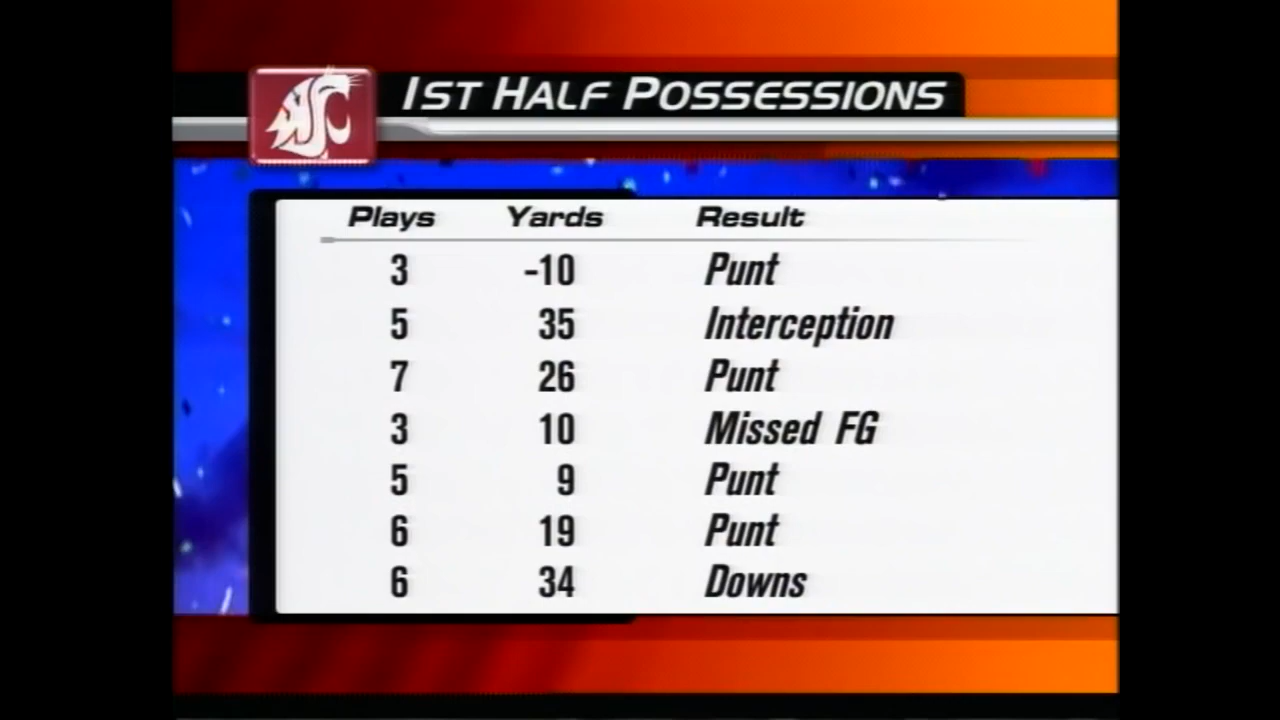 1ST HALF POSSESSIONS
Plays Yards Result
3 -10 Punt
5 35 Interception
7 26 Punt
3 10 Missed FG
5 9 Punt
6 19 Punt
6 34 Downs